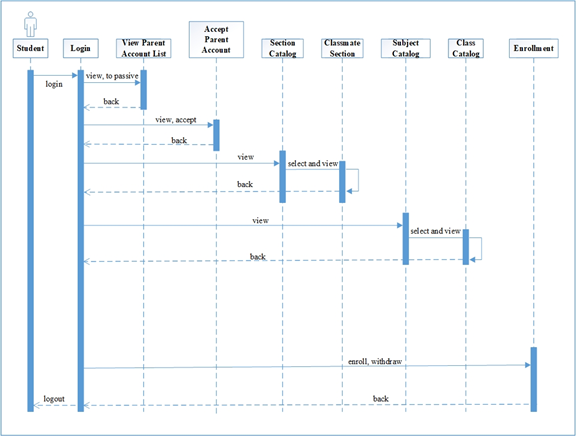 Student
Login
View Parent
Account List
Accept
Parent
Account
Section
Catalog
Classmate
Section
Subject
Catalog
Class
Catalog
Enrollment
login
view, to passive
back
view, accept
back
view
select and view
back
view
select and view
back
enroll, withdraw
logout
back